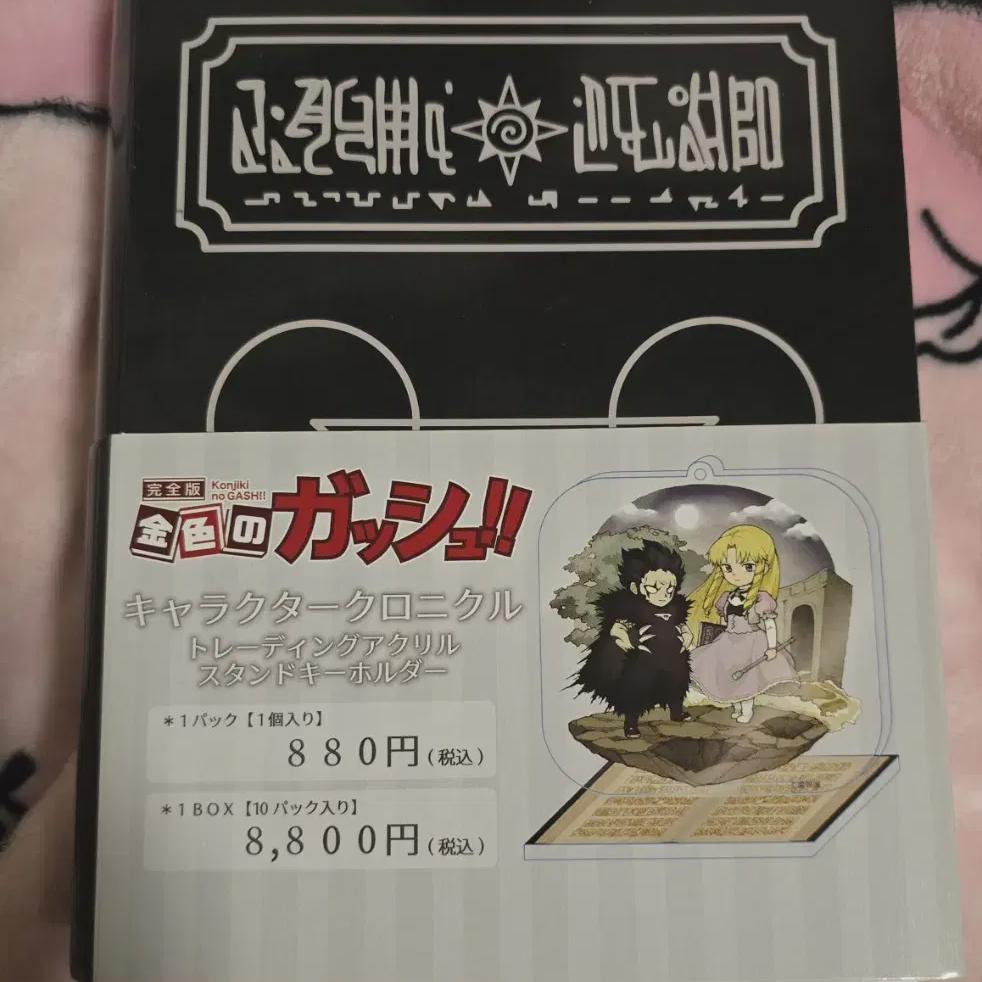 完全版
Konjiki
no GASH!!
金色のガッシュ!!
キャラクタークロニクル
トレーディングアクリル
スタンドキーホルダー
＊1パック【1個入り】
８８０円(税込)
＊1BOX【10パック入り】
8,８００円(税込)